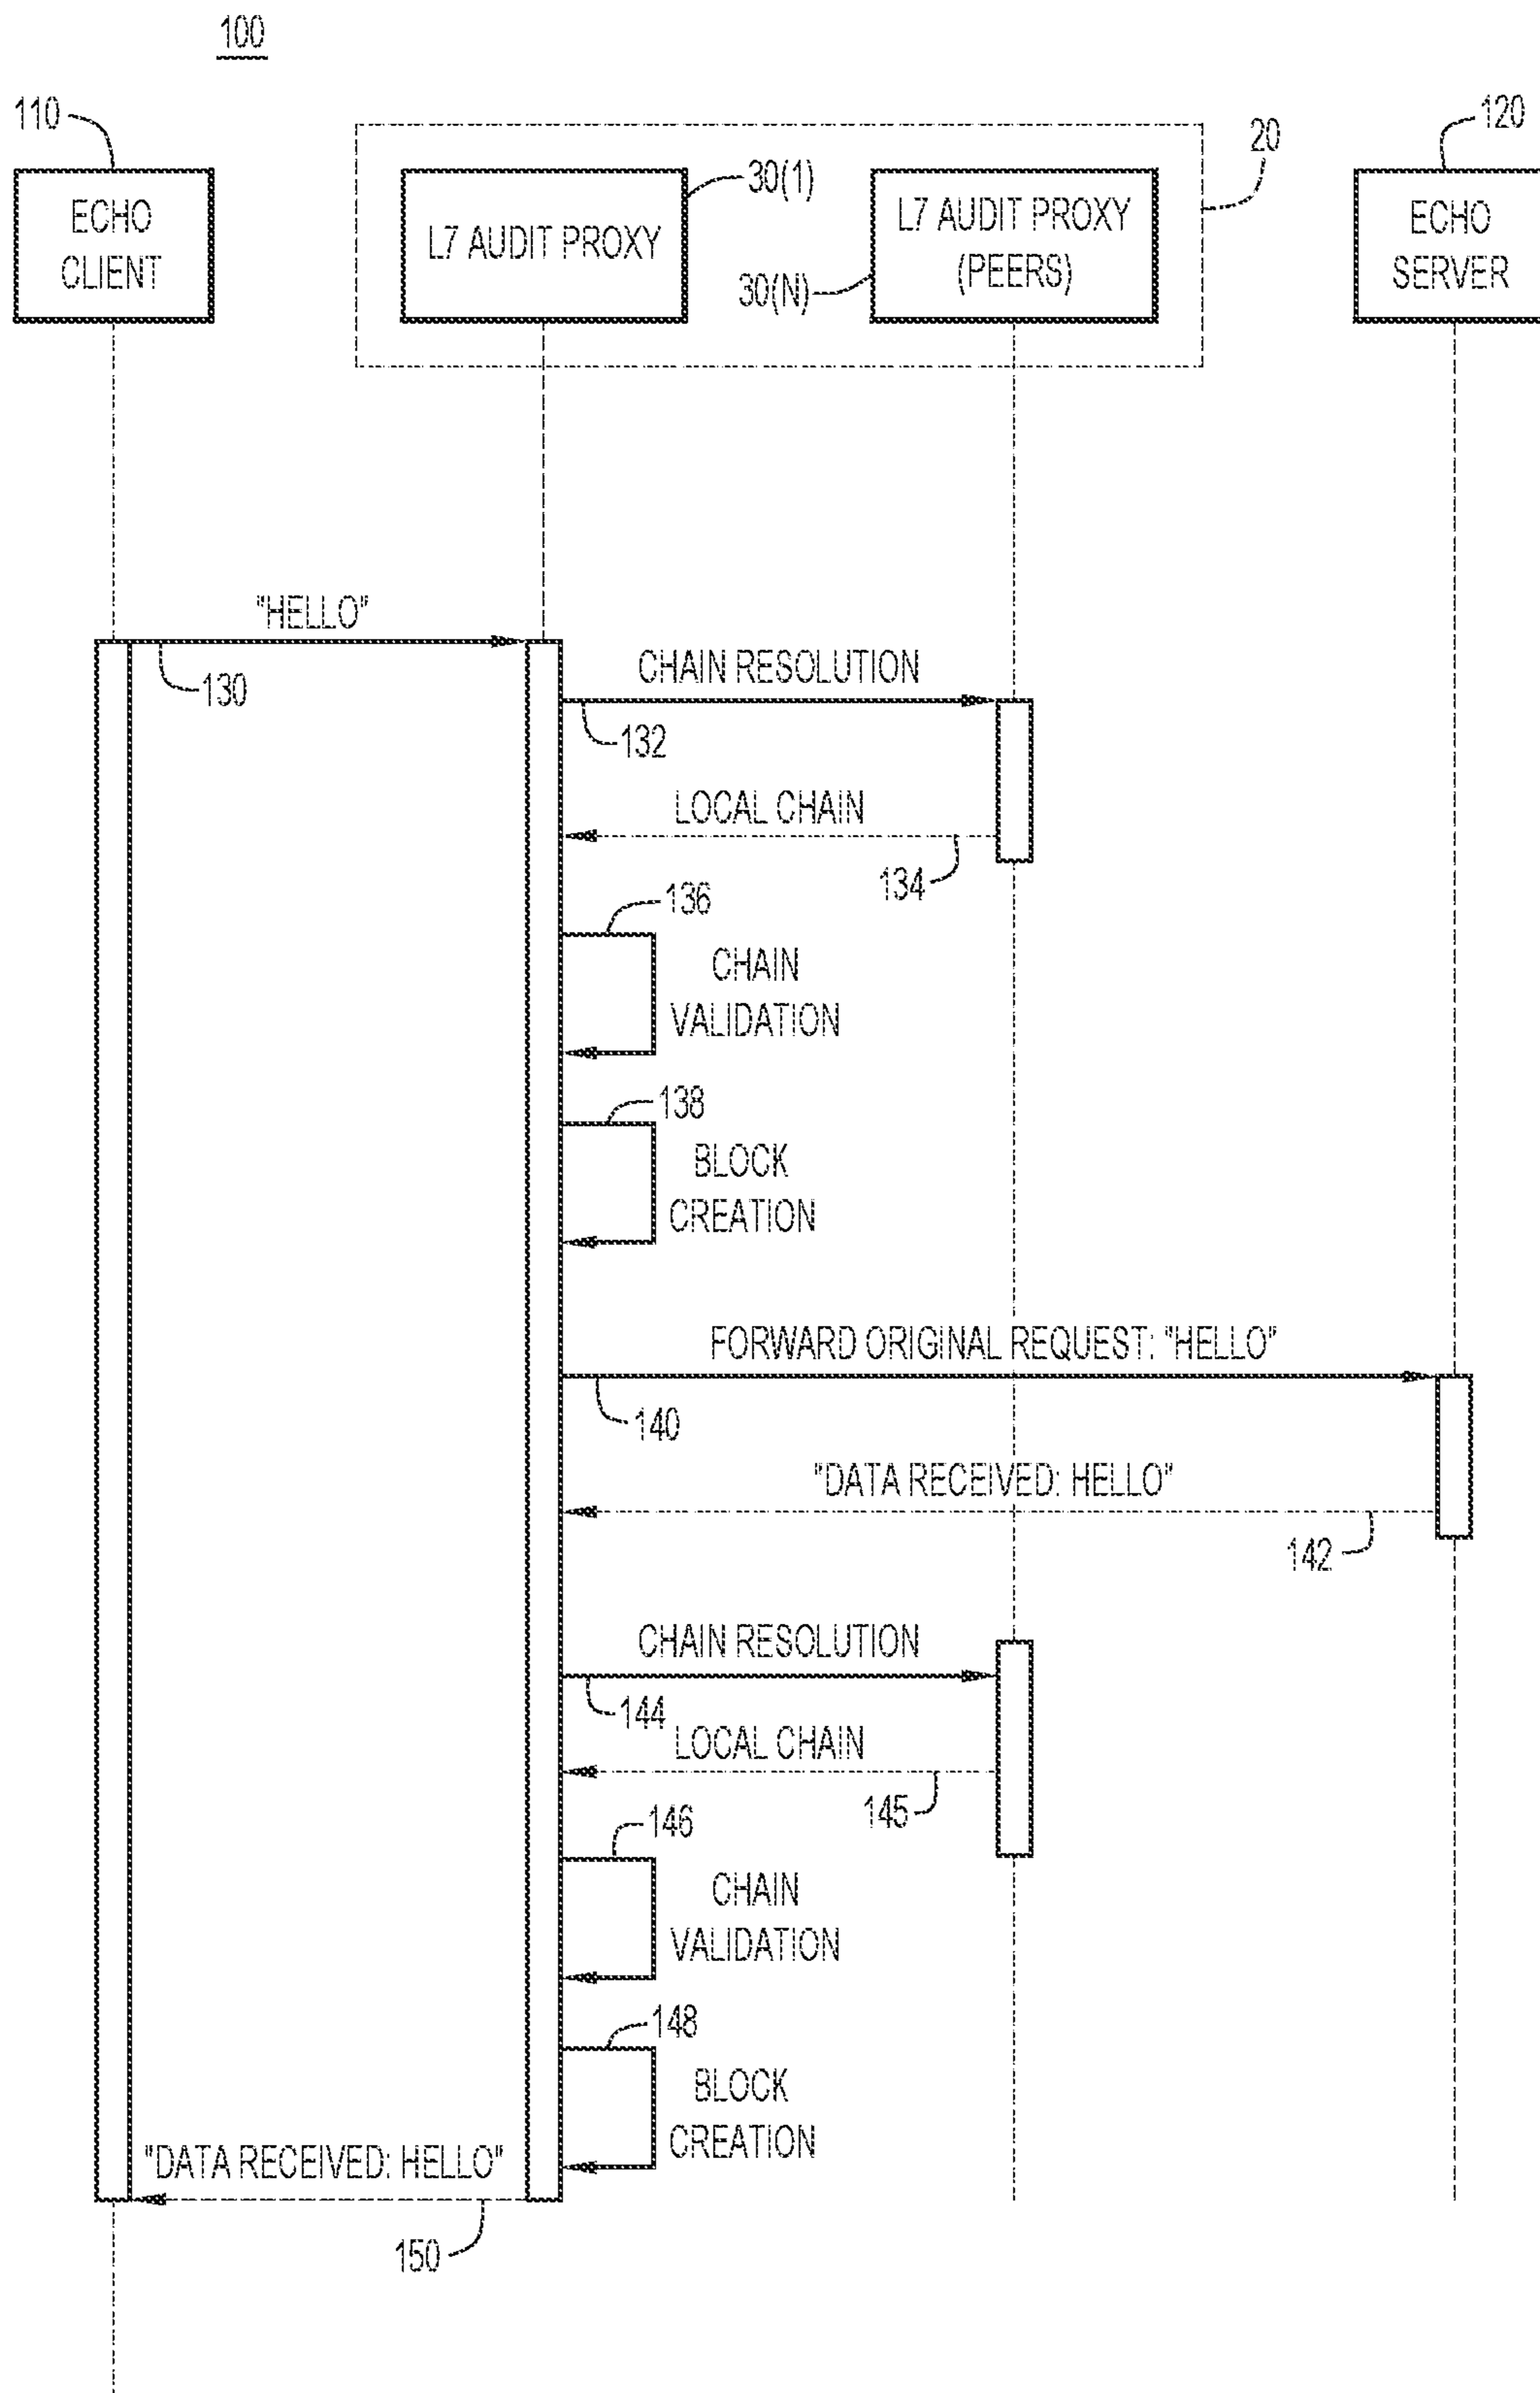 100
110
20
120
ECHO
CLIENT
L7 AUDIT PROXY
30(1)
30(N)
L7 AUDIT PROXY
(PEERS)
ECHO
SERVER
"HELLO"
130
CHAIN RESOLUTION
132
LOCAL CHAIN
134
136
CHAIN
VALIDATION
138
BLOCK
CREATION
FORWARD ORIGINAL REQUEST: "HELLO"
140
"DATA RECEIVED: HELLO"
142
CHAIN RESOLUTION
144
LOCAL CHAIN
145
146
CHAIN
VALIDATION
148
BLOCK
CREATION
"DATA RECEIVED: HELLO"
150